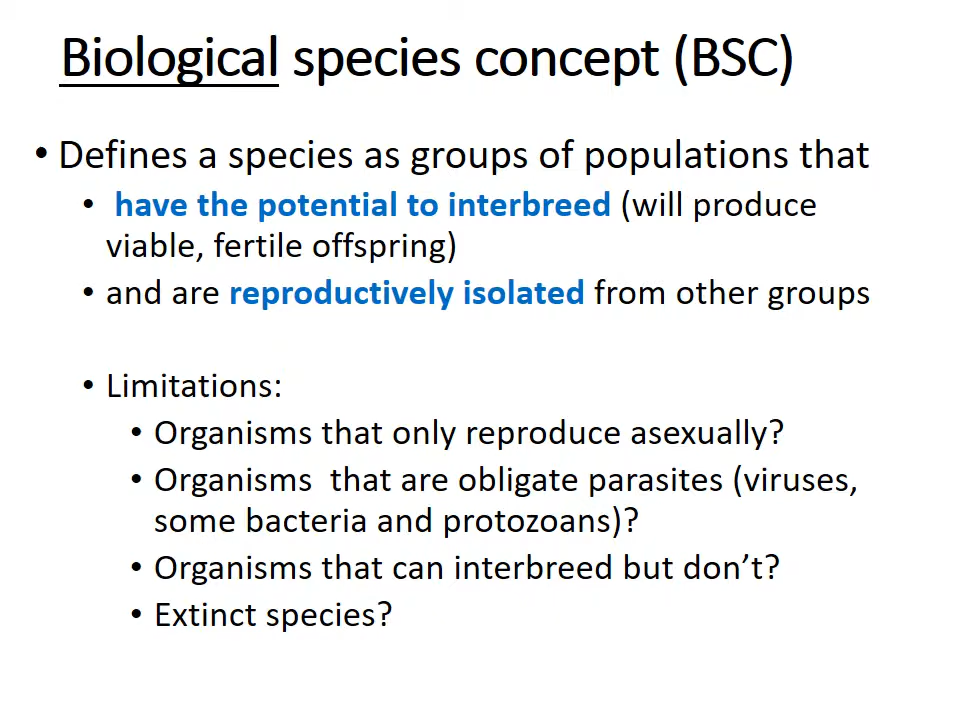 Biological species concept (BSC)
• Defines a species as groups of populations that
• have the potential to interbreed (will produce
viable, fertile offspring)
• and are reproductively isolated from other groups
• Limitations:
• Organisms that only reproduce asexually?
• Organisms  that are obligate parasites (viruses,
some bacteria and protozoans)?
• Organisms that can interbreed but don’t?
• Extinct species?